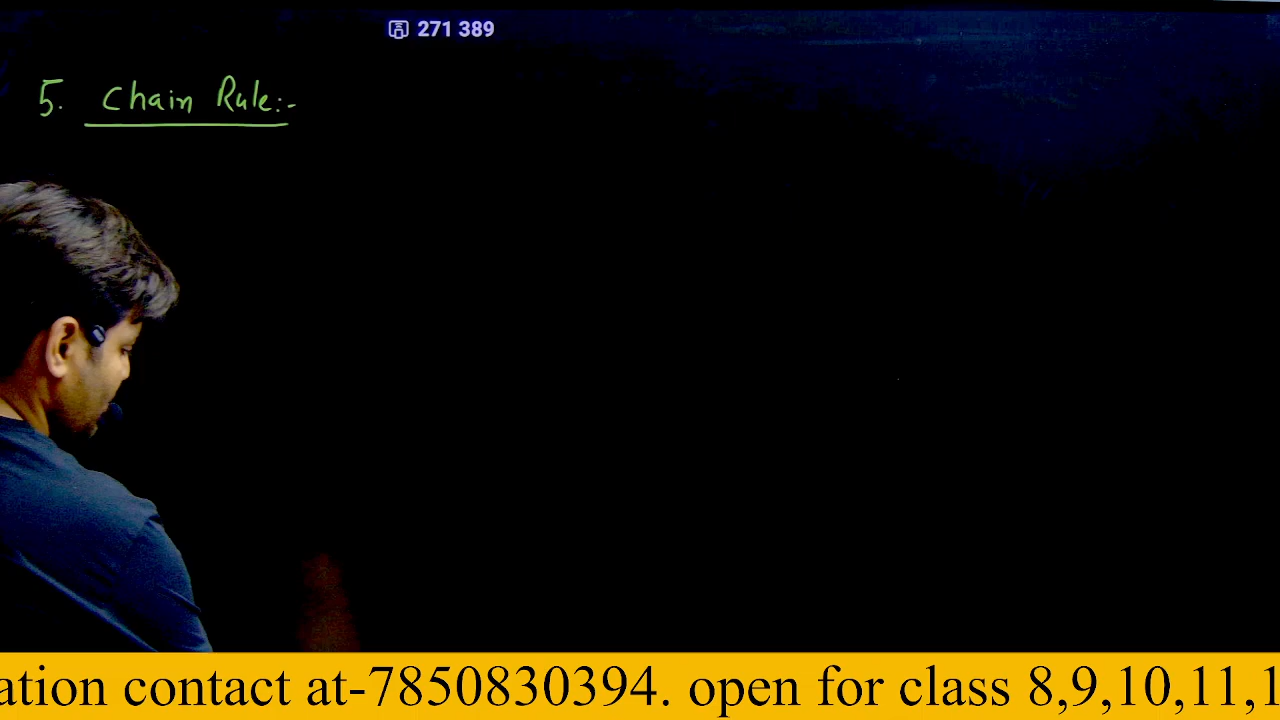 271 389
5. Chain Rule:-
ation contact at-7850830394. open for class 8,9,10,11,1